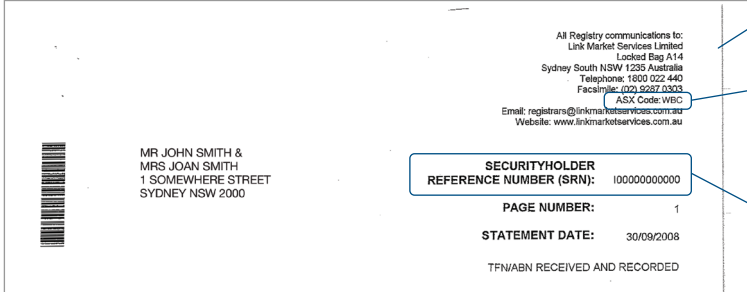 All Registry communications to:
Link Market Services Limited
Locked Bag A14
Sydney South NSW 1235 Australia
Telephone: 1800 022 440
Facsimile: (02) 9287 0303
ASX Code: WBC
Email: registrars@linkmarketservices.com.au
Website: www.linkmarketservices.com.au
MR JOHN SMITH &
MRS JOAN SMITH
1 SOMEWHERE STREET
SYDNEY NSW 2000
SECURITYHOLDER
REFERENCE NUMBER (SRN): I00000000000
PAGE NUMBER: 1
STATEMENT DATE: 30/09/2008
TFN/ABN RECEIVED AND RECORDED